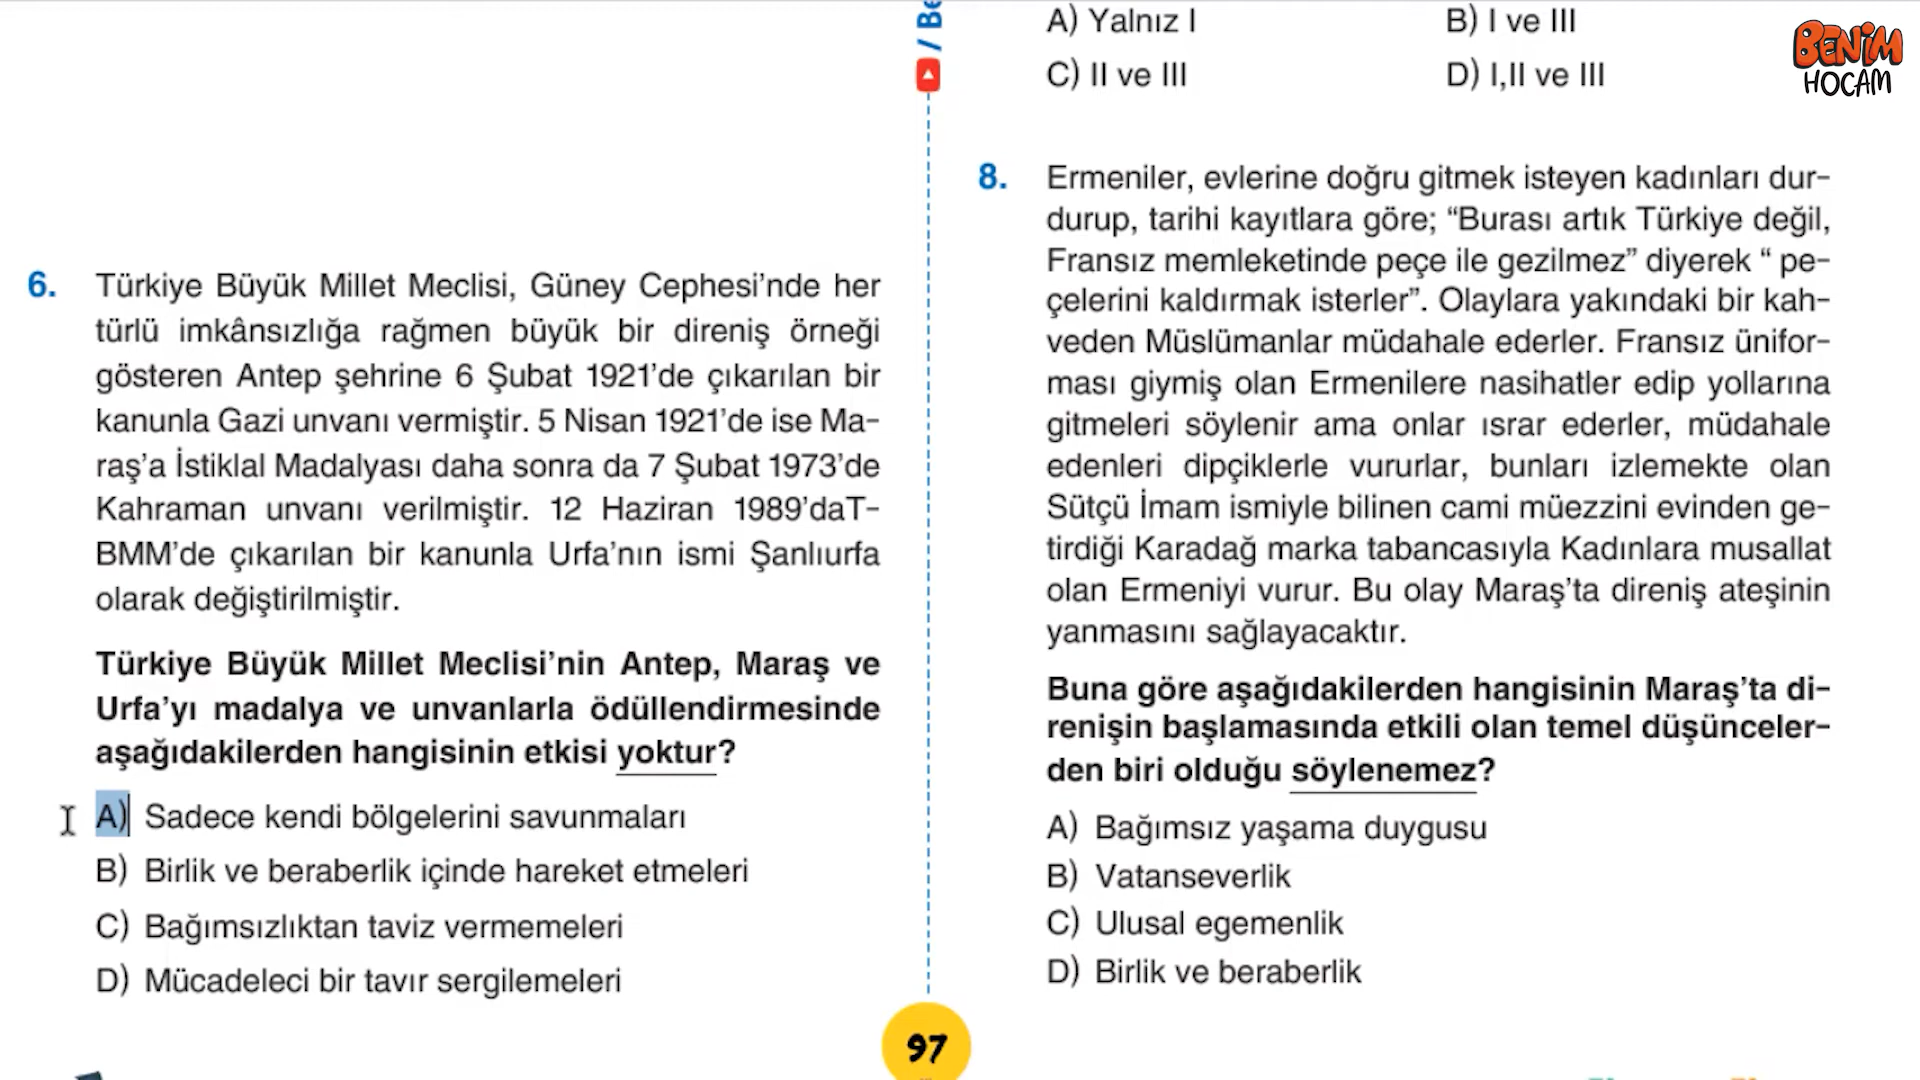 6. Türkiye Büyük Millet Meclisi, Güney Cephesi’nde her
türlü imkânsızlığa rağmen büyük bir direniş örneği
gösteren Antep şehrine 6 Şubat 1921’de çıkarılan bir
kanunla Gazi unvanı vermiştir. 5 Nisan 1921’de ise Ma-
raş’a İstiklal Madalyası daha sonra da 7 Şubat 1973’de
Kahraman unvanı verilmiştir. 12 Haziran 1989’daT-
BMM’de çıkarılan bir kanunla Urfa’nın ismi Şanlıurfa
olarak değiştirilmiştir.
Türkiye Büyük Millet Meclisi’nin Antep, Maraş ve
Urfa’yı madalya ve unvanlarla ödüllendirmesinde
aşağıdakilerden hangisinin etkisi yoktur?
A) Sadece kendi bölgelerini savunmaları
B) Birlik ve beraberlik içinde hareket etmeleri
C) Bağımsızlıktan taviz vermemeleri
D) Mücadeleci bir tavır sergilemeleri
/ Be
97
A) Yalnız I B) I ve III
C) II ve III D) I,II ve III
BENİM
HOCAM
8. Ermeniler, evlerine doğru gitmek isteyen kadınları dur-
durup, tarihi kayıtlara göre; “Burası artık Türkiye değil,
Fransız memleketinde peçe ile gezilmez” diyerek “ pe-
çelerini kaldırmak isterler”. Olaylara yakındaki bir kah-
veden Müslümanlar müdahale ederler. Fransız ünifor-
ması giymiş olan Ermenilere nasihatler edip yollarına
gitmeleri söylenir ama onlar ısrar ederler, müdahale
edenleri dipçiklerle vururlar, bunları izlemekte olan
Sütçü İmam ismiyle bilinen cami müezzini evinden ge-
tirdiği Karadağ marka tabancasıyla Kadınlara musallat
olan Ermeniyi vurur. Bu olay Maraş’ta direniş ateşinin
yanmasını sağlayacaktır.
Buna göre aşağıdakilerden hangisinin Maraş’ta di-
renişin başlamasında etkili olan temel düşünceler-
den biri olduğu söylenemez?
A) Bağımsız yaşama duygusu
B) Vatanseverlik
C) Ulusal egemenlik
D) Birlik ve beraberlik